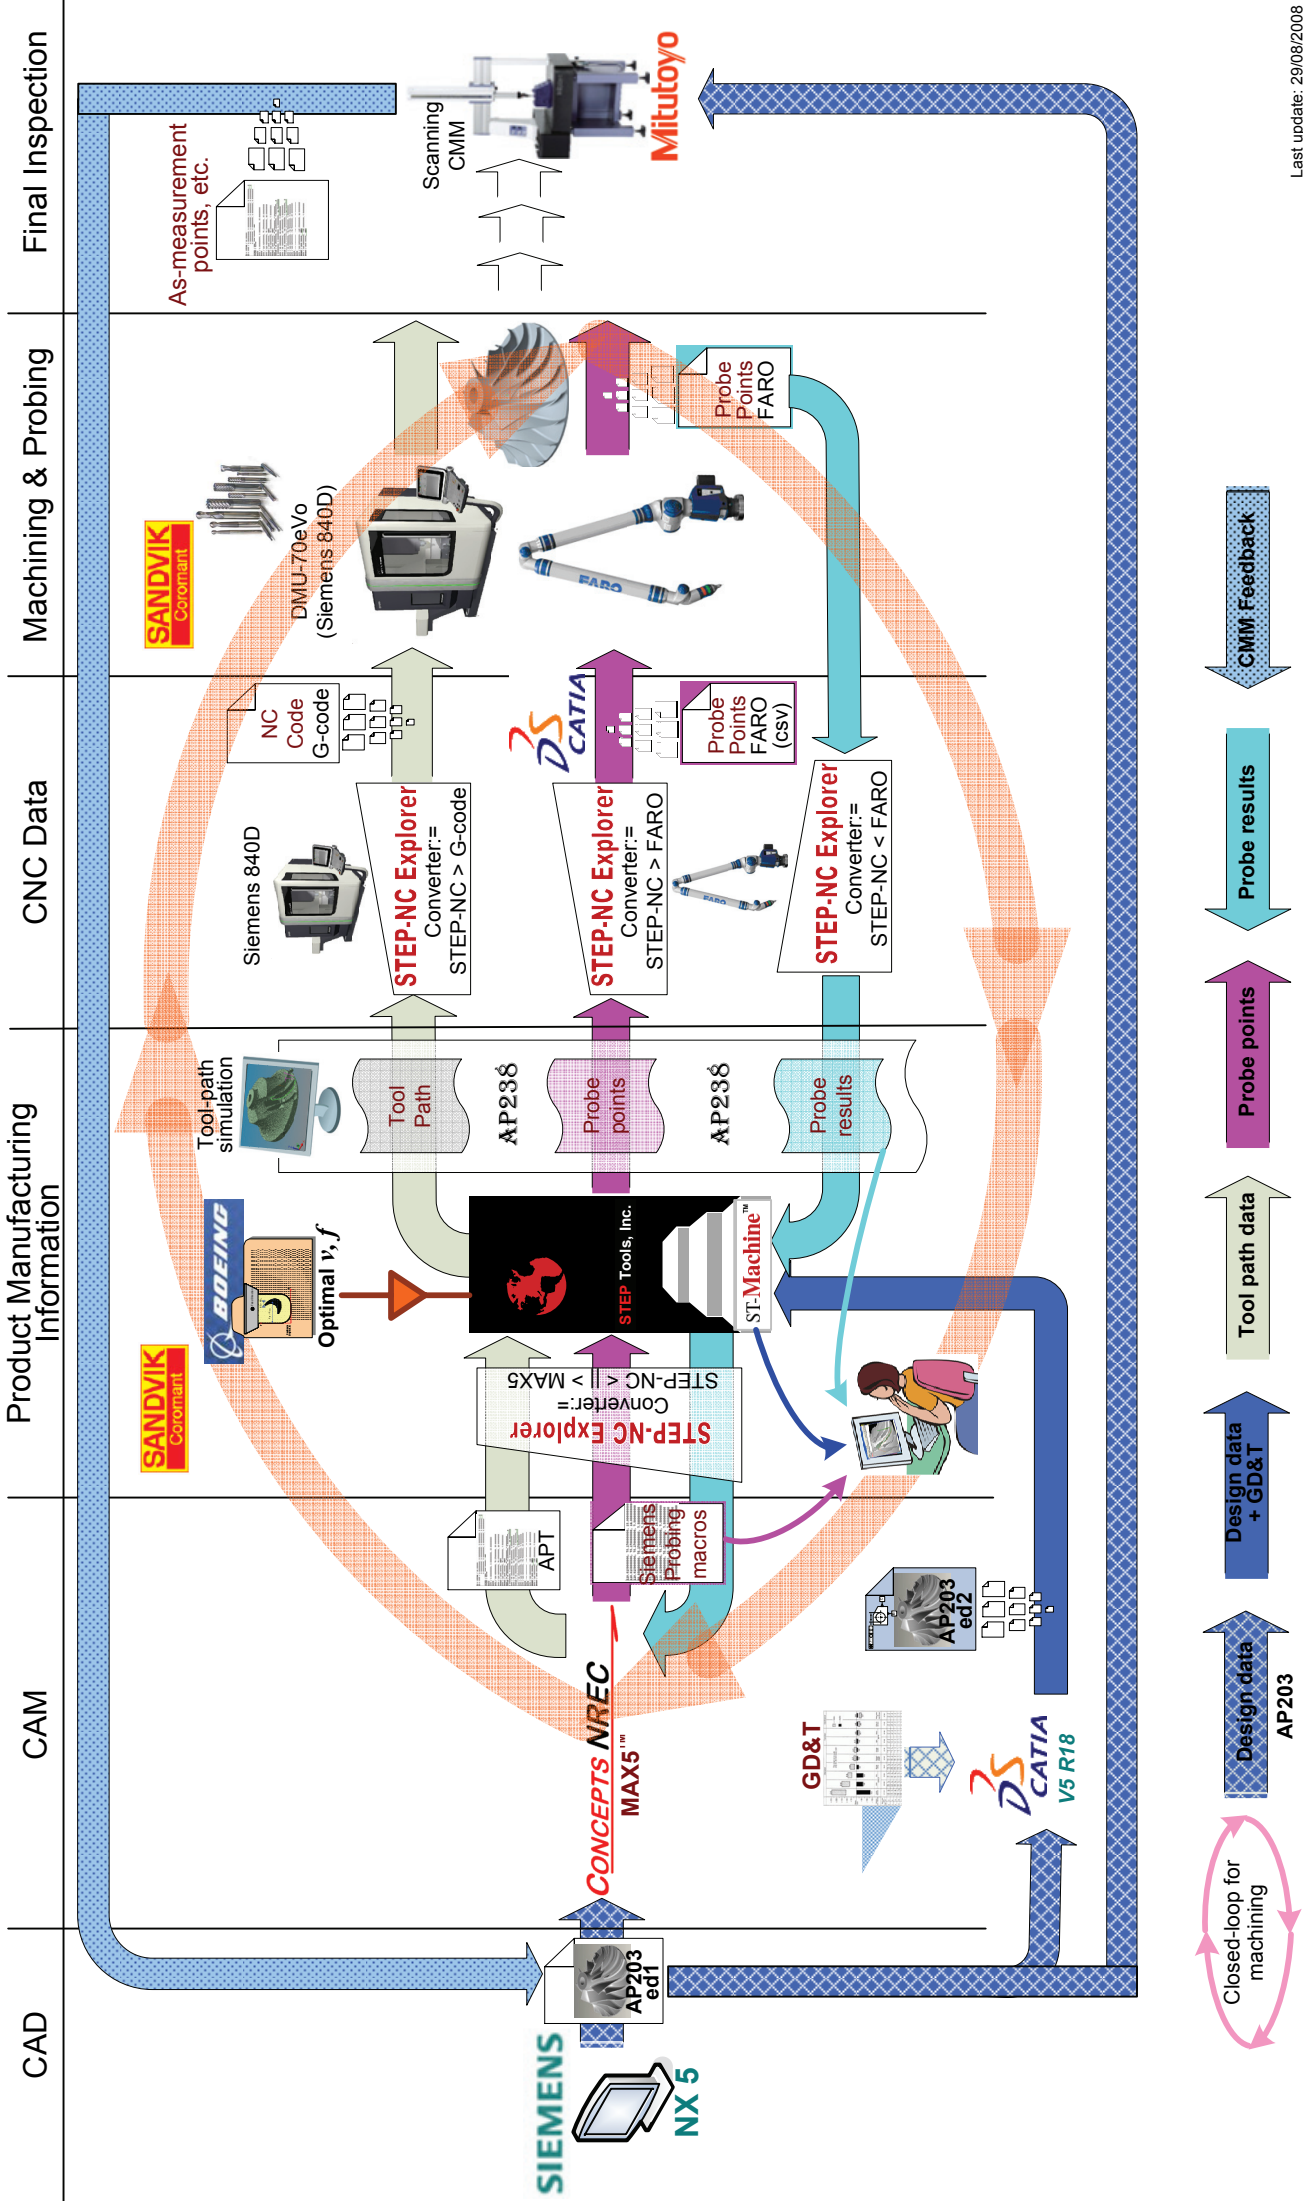 CAD
CAM
Product Manufacturing
Information
CNC Data
Machining & Probing
Final Inspection
SIEMENS
NX 5
AP203
ed1
CONCEPTS NREC
MAX5™
GD&T
CATIA
V5 R18
AP203
ed2
APT
Siemens
Probing
macros
STEP-NC Explorer
Converter:=
STEP-NC < || > MAX5
SANDVIK
Coromant
BOEING
Optimal v, f
STEP Tools, Inc.
ST-Machine™
Tool-path
simulation
Tool
Path
AP238
Probe
points
AP238
Probe
results
Siemens 840D
STEP-NC Explorer
Converter:=
STEP-NC > G-code
NC
Code
G-code
STEP-NC Explorer
Converter:=
STEP-NC > FARO
CATIA
Probe
Points
FARO
(csv)
FARO
STEP-NC Explorer
Converter:=
STEP-NC < FARO
SANDVIK
Coromant
DMU-70eVo
(Siemens 840D)
FARO
Probe
Points
FARO
As-measurement
points, etc.
Scanning
CMM
Mitutoyo
Closed-loop for
machining
Design data
AP203
Design data
+ GD&T
Tool path data
Probe points
Probe results
CMM Feedback
Last update: 29/08/2008